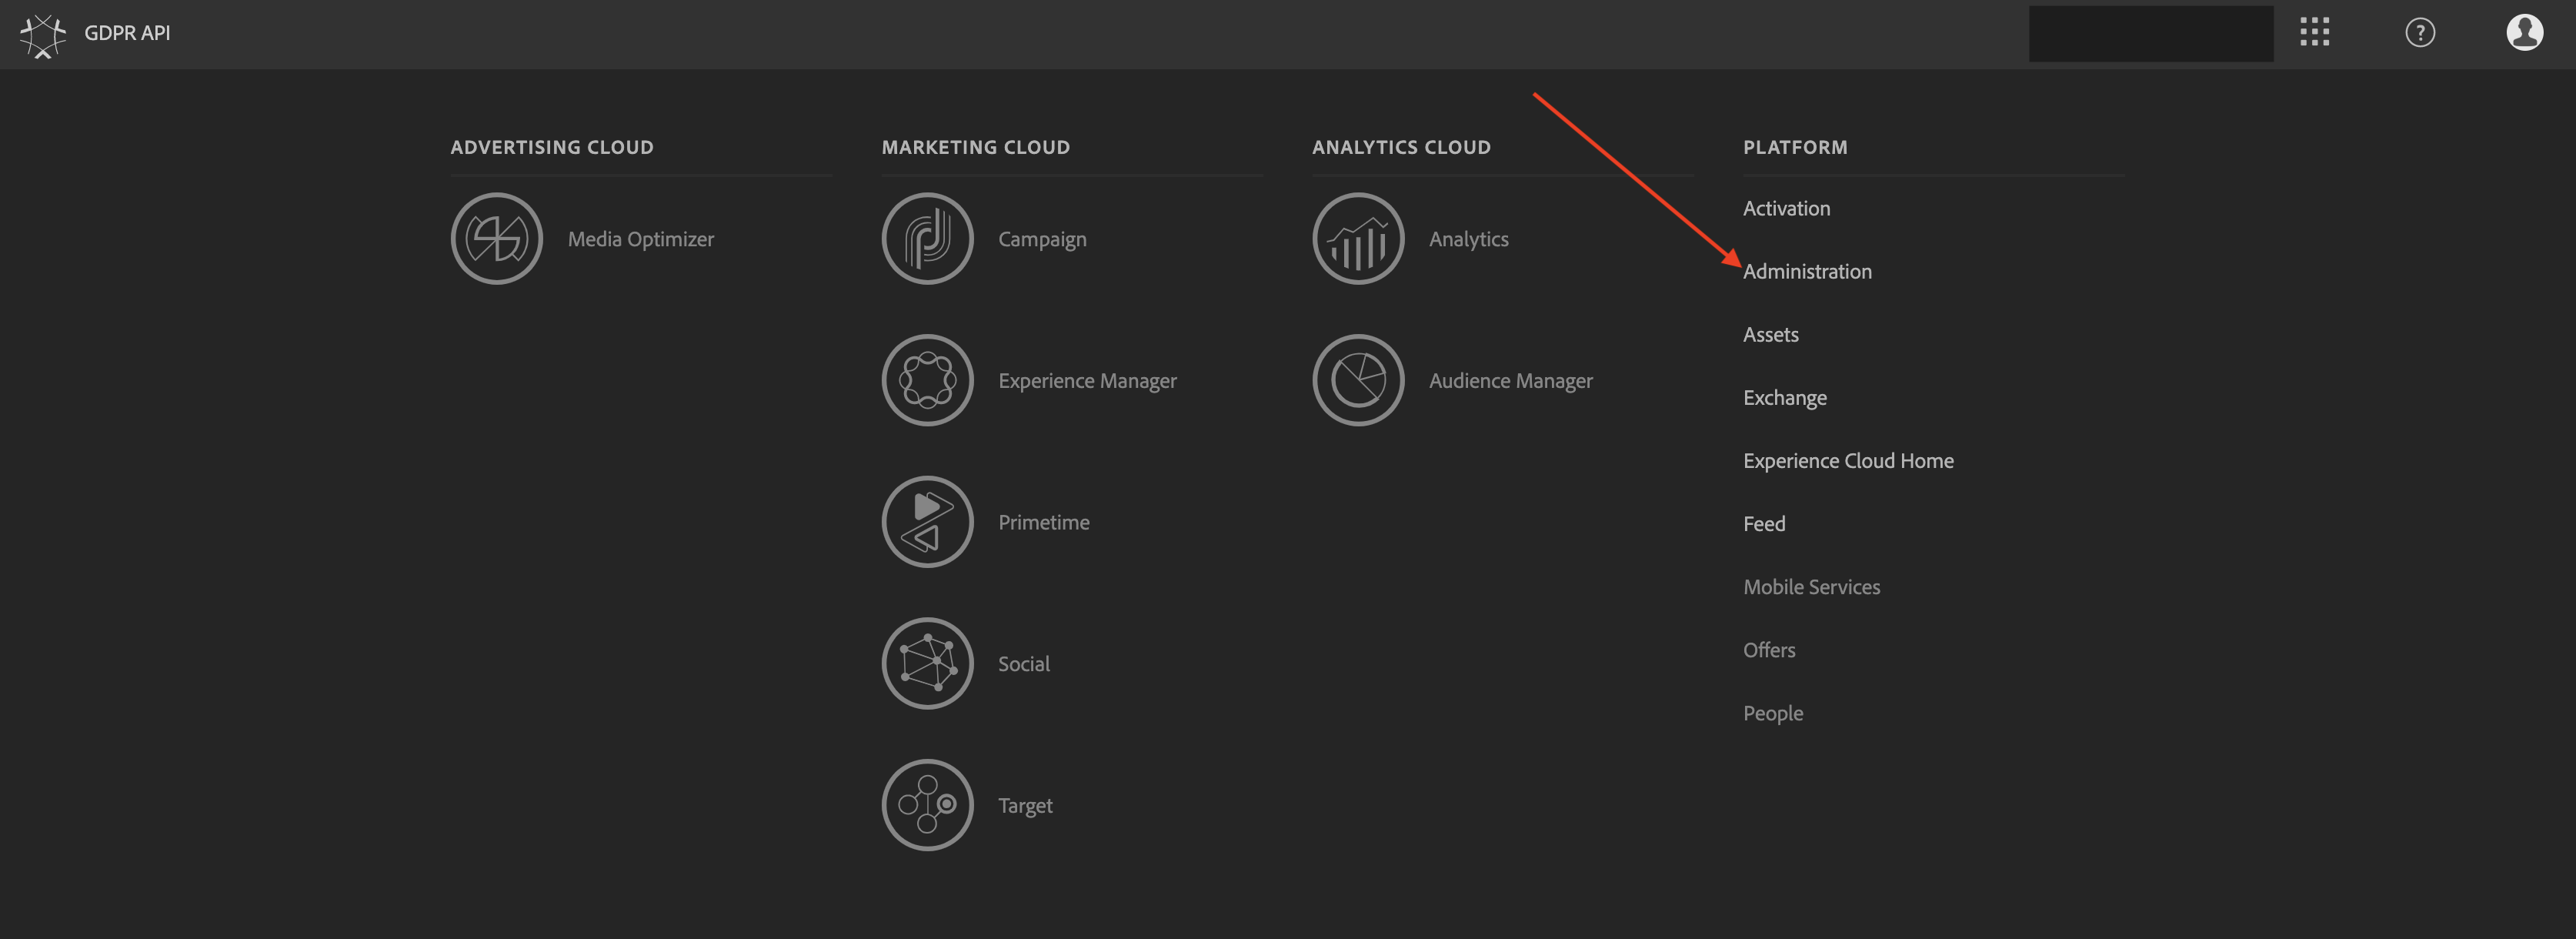 GDPR API
?
ADVERTISING CLOUD
Media Optimizer
MARKETING CLOUD
Campaign
Experience Manager
Primetime
Social
Target
ANALYTICS CLOUD
Analytics
Audience Manager
PLATFORM
Activation
Administration
Assets
Exchange
Experience Cloud Home
Feed
Mobile Services
Offers
People